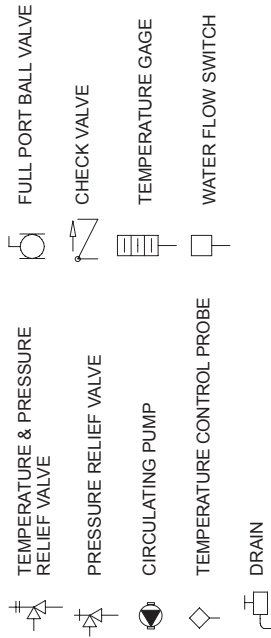 TEMPERATURE & PRESSURE
RELIEF VALVE
PRESSURE RELIEF VALVE
CIRCULATING PUMP
TEMPERATURE CONTROL PROBE
DRAIN
FULL PORT BALL VALVE
CHECK VALVE
TEMPERATURE GAGE
WATER FLOW SWITCH